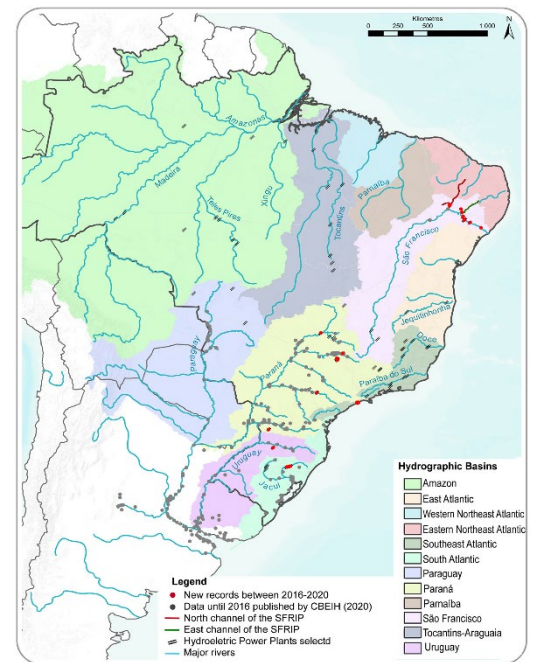 Kilometros
0 250 500 1.000
N
Amazonas
Madeira
Teles Pires
Xingu
Tocantins
Parnaíba
São Francisco
Jequitinhonha
Doce
Paraíba do Sul
Paraguay
Paraná
Uruguay
Jacuí
Hydrographic Basins
Amazon
East Atlantic
Western Northeast Atlantic
Eastern Northeast Atlantic
Southeast Atlantic
South Atlantic
Paraguay
Paraná
Parnaíba
São Francisco
Tocantins-Araguaia
Uruguay
Legend
New records between 2016-2020
Data until 2016 published by CBEIH (2020)
North channel of the SFRIP
East channel of the SFRIP
Hydroeletric Power Plants selectd
Major rivers